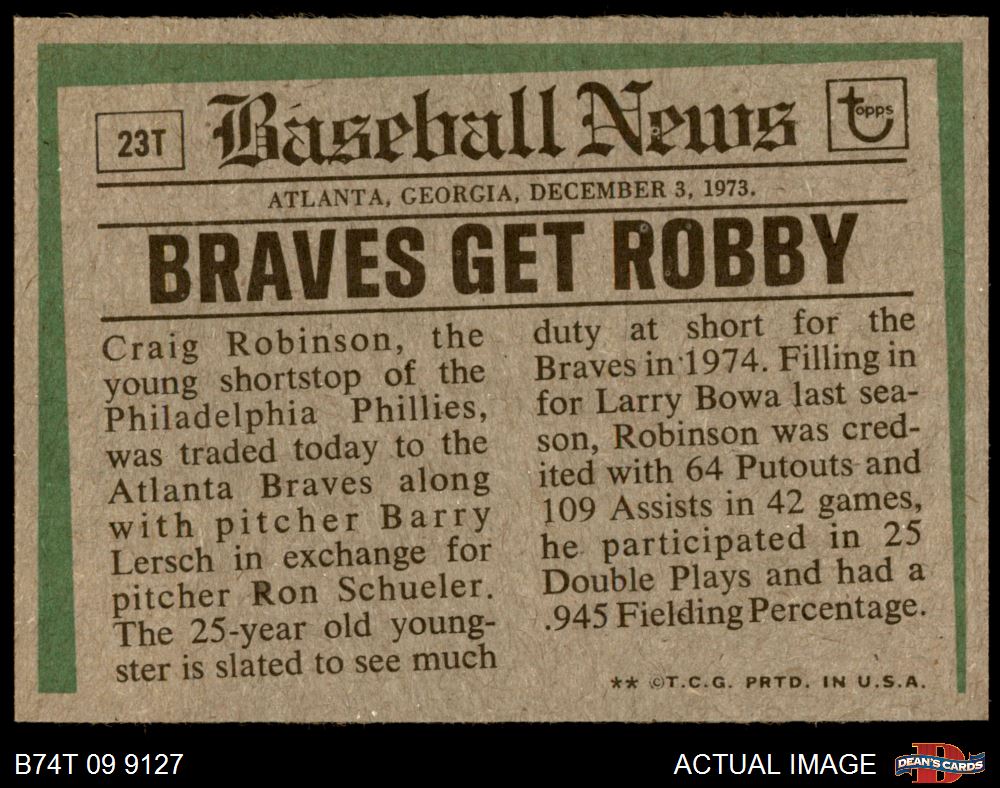 23T
Baseball News
topps
ATLANTA, GEORGIA, DECEMBER 3, 1973.
BRAVES GET ROBBY
Craig Robinson, the
young shortstop of the
Philadelphia Phillies,
was traded today to the
Atlanta Braves along
with pitcher Barry
Lersch in exchange for
pitcher Ron Schueler.
The 25-year old young-
ster is slated to see much
duty at short for the
Braves in 1974. Filling in
for Larry Bowa last sea-
son, Robinson was cred-
ited with 64 Putouts and
109 Assists in 42 games,
he participated in 25
Double Plays and had a
.945 Fielding Percentage.
** ©T.C.G. PRTD. IN U.S.A.
B74T 09 9127
ACTUAL IMAGE
DEAN'S CARDS